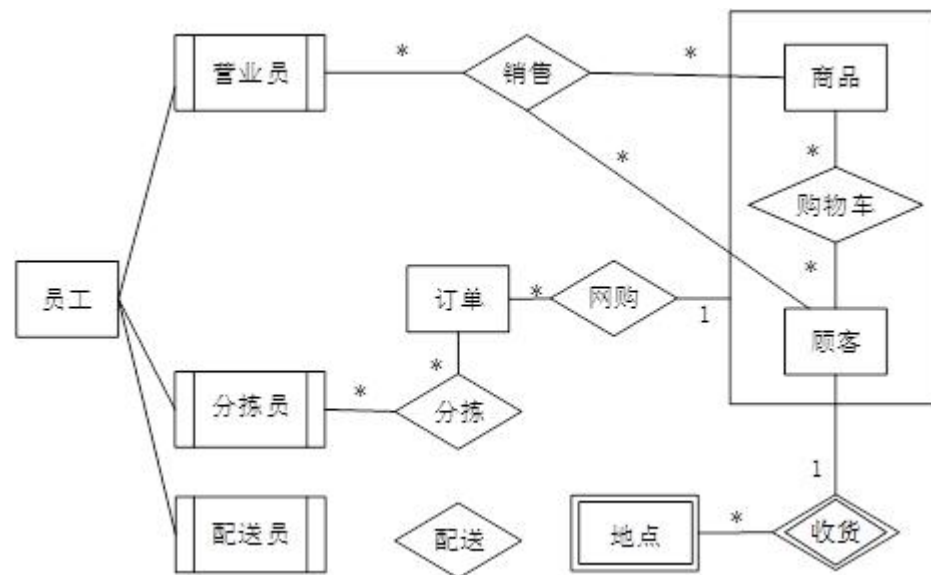 营业员
*
销售
*
商品
*
*
购物车
*
员工
订单
*
网购
1
顾客
*
分拣员
*
分拣
1
配送员
配送
地点
*
收货